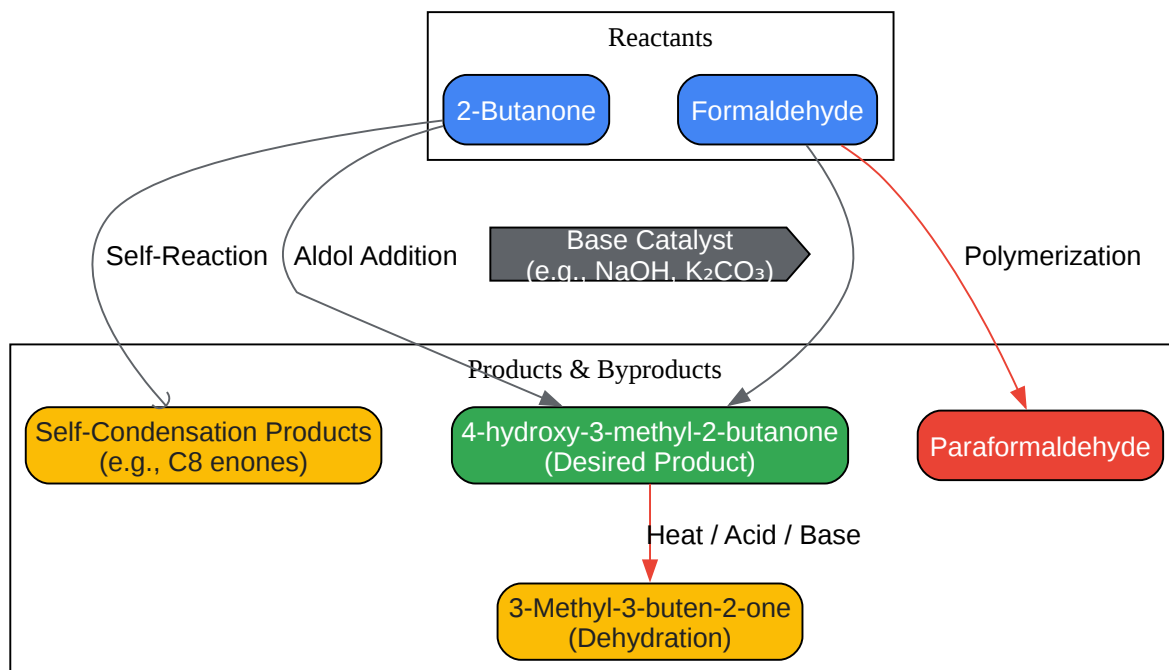 Reactants
2-Butanone
Formaldehyde
Self-Reaction
Aldol Addition
Base Catalyst
(e.g., NaOH, K₂CO₃)
Polymerization
Products & Byproducts
Self-Condensation Products
(e.g., C8 enones)
4-hydroxy-3-methyl-2-butanone
(Desired Product)
Paraformaldehyde
Heat / Acid / Base
3-Methyl-3-buten-2-one
(Dehydration)